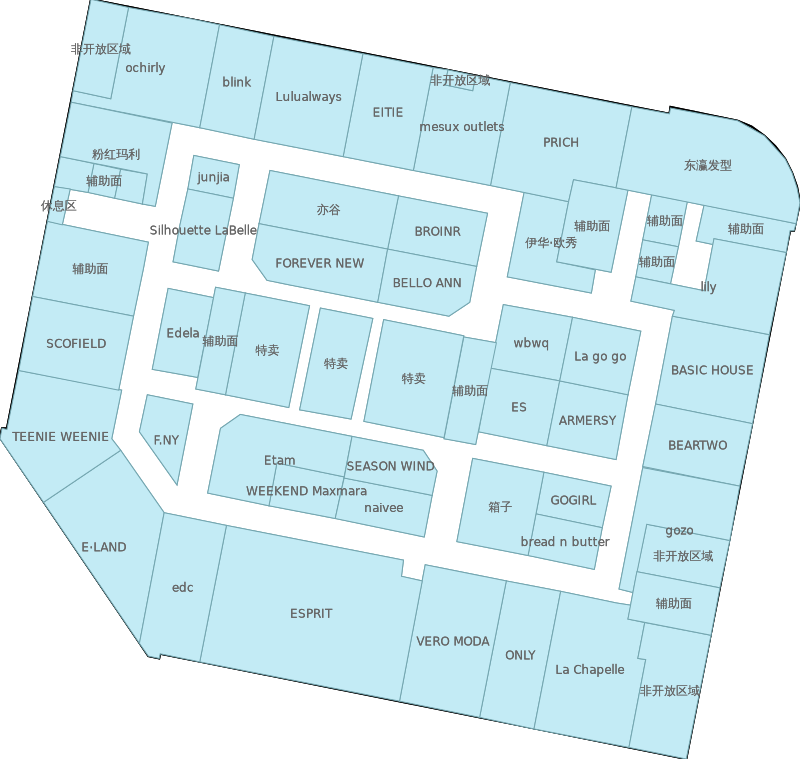 非开放区域
ochirly
blink
Lulualways
EITIE
非开放区域
mesux outlets
PRICH
东瀛发型
粉红玛利
辅助面
休息区
junjia
Silhouette LaBelle
亦谷
BROINR
FOREVER NEW
BELLO ANN
伊华·欧秀
辅助面
辅助面
辅助面
辅助面
lily
辅助面
SCOFIELD
Edela
辅助面
特卖
特卖
特卖
辅助面
wbwq
La go go
ES
ARMERSY
BASIC HOUSE
BEARTWO
TEENIE WEENIE
F.NY
Etam
SEASON WIND
WEEKEND Maxmara
naivee
箱子
GOGIRL
bread n butter
gozo
非开放区域
辅助面
E·LAND
edc
ESPRIT
VERO MODA
ONLY
La Chapelle
非开放区域